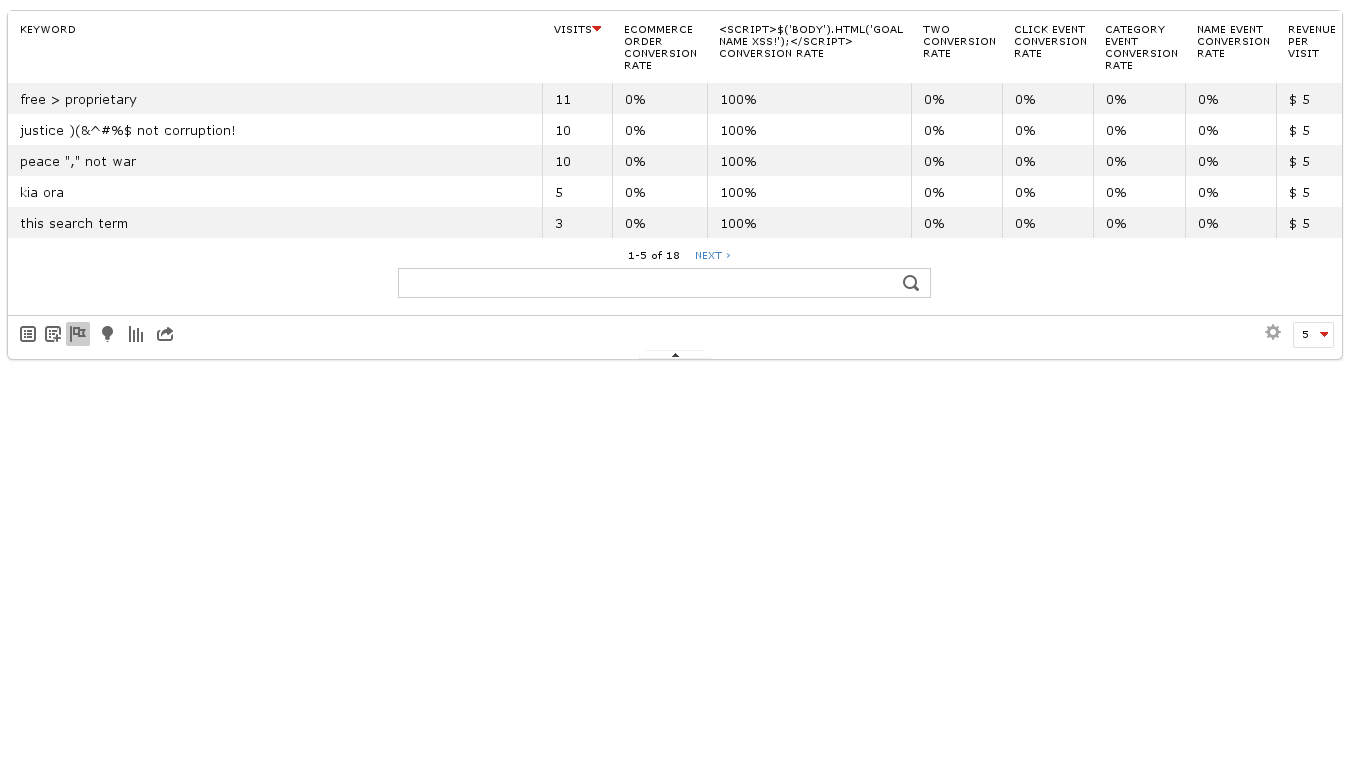 KEYWORD VISITS ECOMMERCE ORDER CONVERSION RATE <SCRIPT>$('BODY').HTML('GOAL NAME XSS!');</SCRIPT> CONVERSION RATE TWO CONVERSION RATE CLICK EVENT CONVERSION RATE CATEGORY EVENT CONVERSION RATE NAME EVENT CONVERSION RATE REVENUE PER VISIT
free > proprietary 11 0% 100% 0% 0% 0% 0% $ 5
justice )(&^#%$ not corruption! 10 0% 100% 0% 0% 0% 0% $ 5
peace "," not war 10 0% 100% 0% 0% 0% 0% $ 5
kia ora 5 0% 100% 0% 0% 0% 0% $ 5
this search term 3 0% 100% 0% 0% 0% 0% $ 5
1-5 of 18 NEXT ›
5